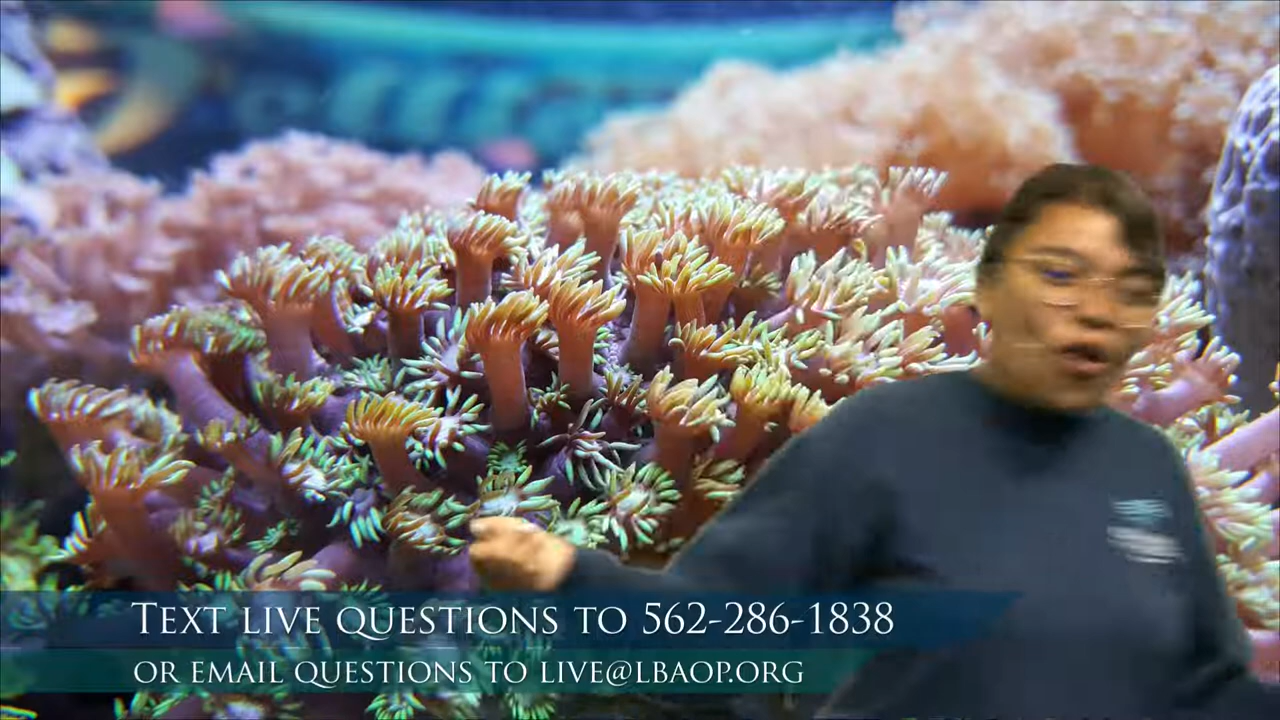 TEXT LIVE QUESTIONS TO 562-286-1838
OR EMAIL QUESTIONS TO LIVE@LBAOP.ORG